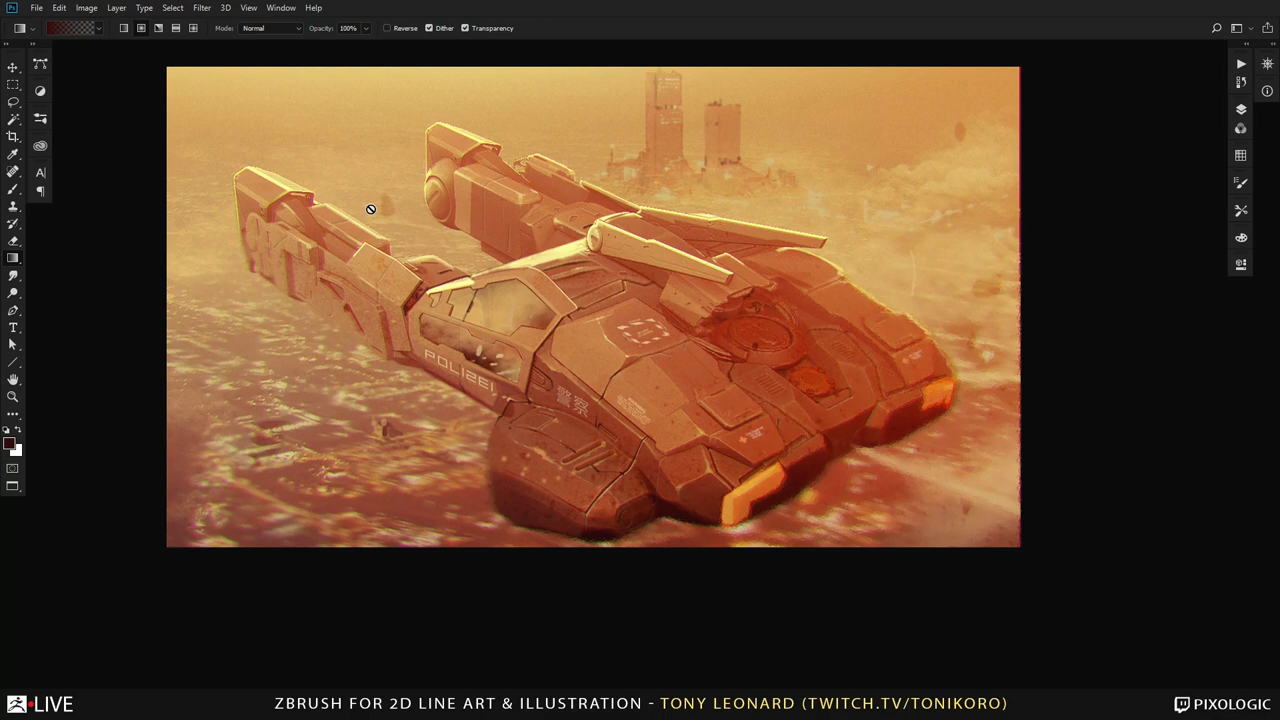 Ps File Edit Image Layer Type Select Filter 3D View Window Help
Mode: Normal Opacity: 100% Reverse Dither Transparency
POLIZEI
警察
LIVE
ZBRUSH FOR 2D LINE ART & ILLUSTRATION - TONY LEONARD (TWITCH.TV/TONIKORO)
PIXOLOGIC